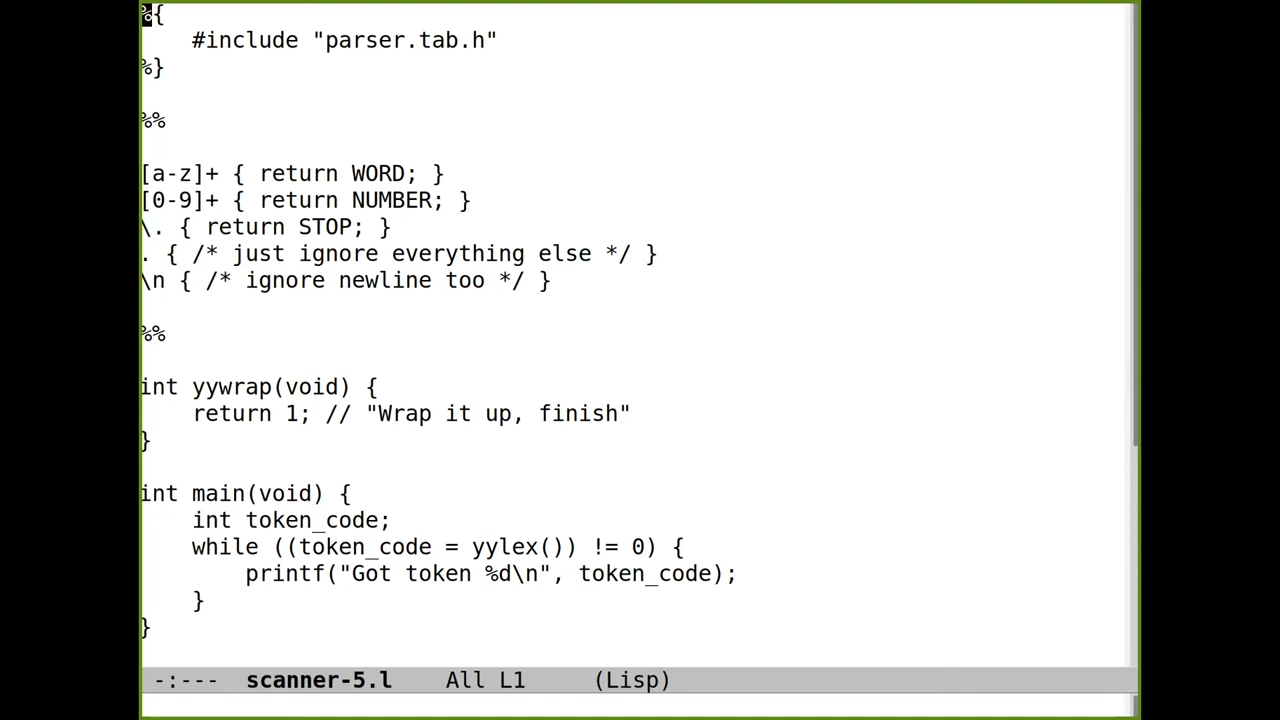 %{
    #include "parser.tab.h"
%}

%%

[a-z]+ { return WORD; }
[0-9]+ { return NUMBER; }
\. { return STOP; }
. { /* just ignore everything else */ }
\n { /* ignore newline too */ }

%%

int yywrap(void) {
    return 1; // "Wrap it up, finish"
}

int main(void) {
    int token_code;
    while ((token_code = yylex()) != 0) {
        printf("Got token %d\n", token_code);
    }
}
-:---  scanner-5.l    All L1     (Lisp)